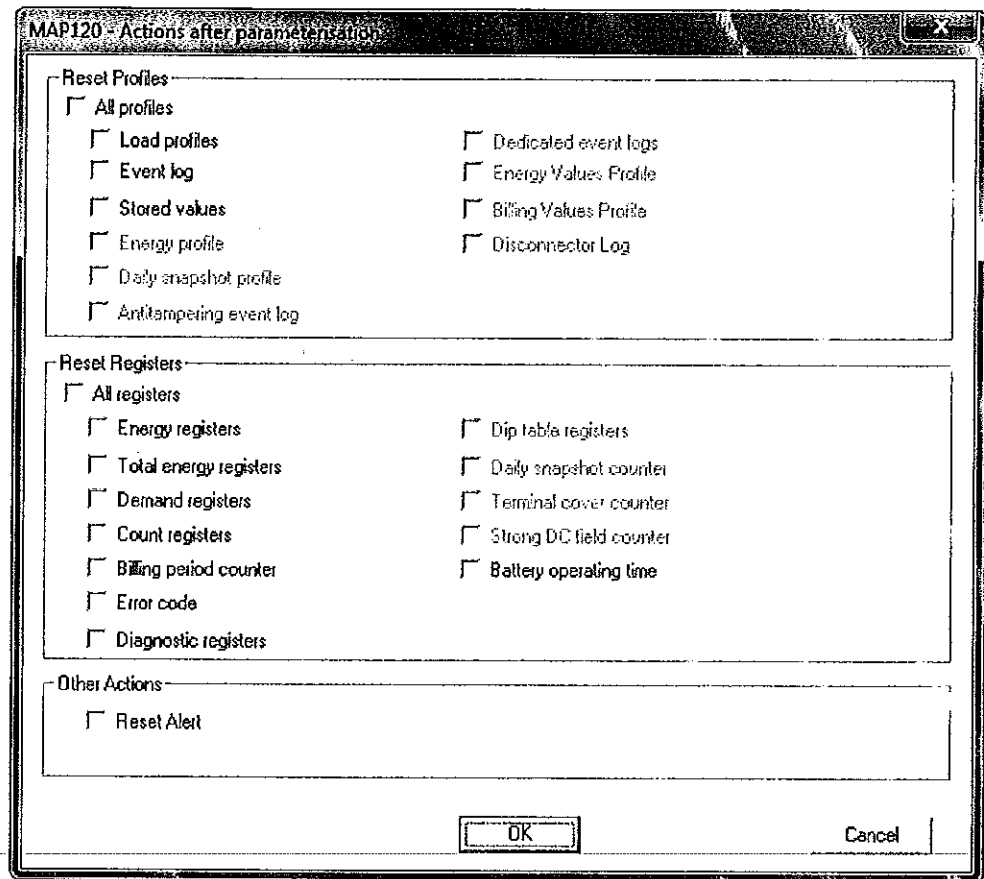 MAP120 - Actions after parameterisation
Reset Profiles
All profiles
Load profiles
Event log
Stored values
Energy profile
Daily snapshot profile
Antitampering event log
Dedicated event logs
Energy Values Profile
Billing Values Profile
Disconnector Log
Reset Registers
All registers
Energy registers
Total energy registers
Demand registers
Count registers
Billing period counter
Error code
Diagnostic registers
Dip table registers
Daily snapshot counter
Terminal cover counter
Strong DC field counter
Battery operating time
Other Actions
Reset Alert
OK
Cancel